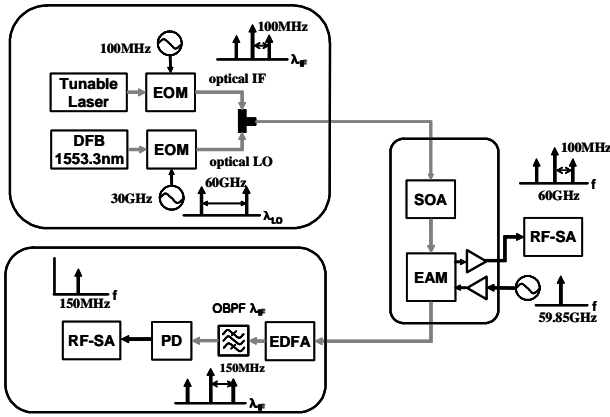 100MHz
100MHz
λIF
optical IF
Tunable
Laser
EOM
DFB
1553.3nm
EOM
optical LO
30GHz
60GHz
λLO
SOA
EAM
100MHz
f
60GHz
RF-SA
f
59.85GHz
f
150MHz
OBPF λIF
RF-SA
PD
EDFA
150MHz
λIF